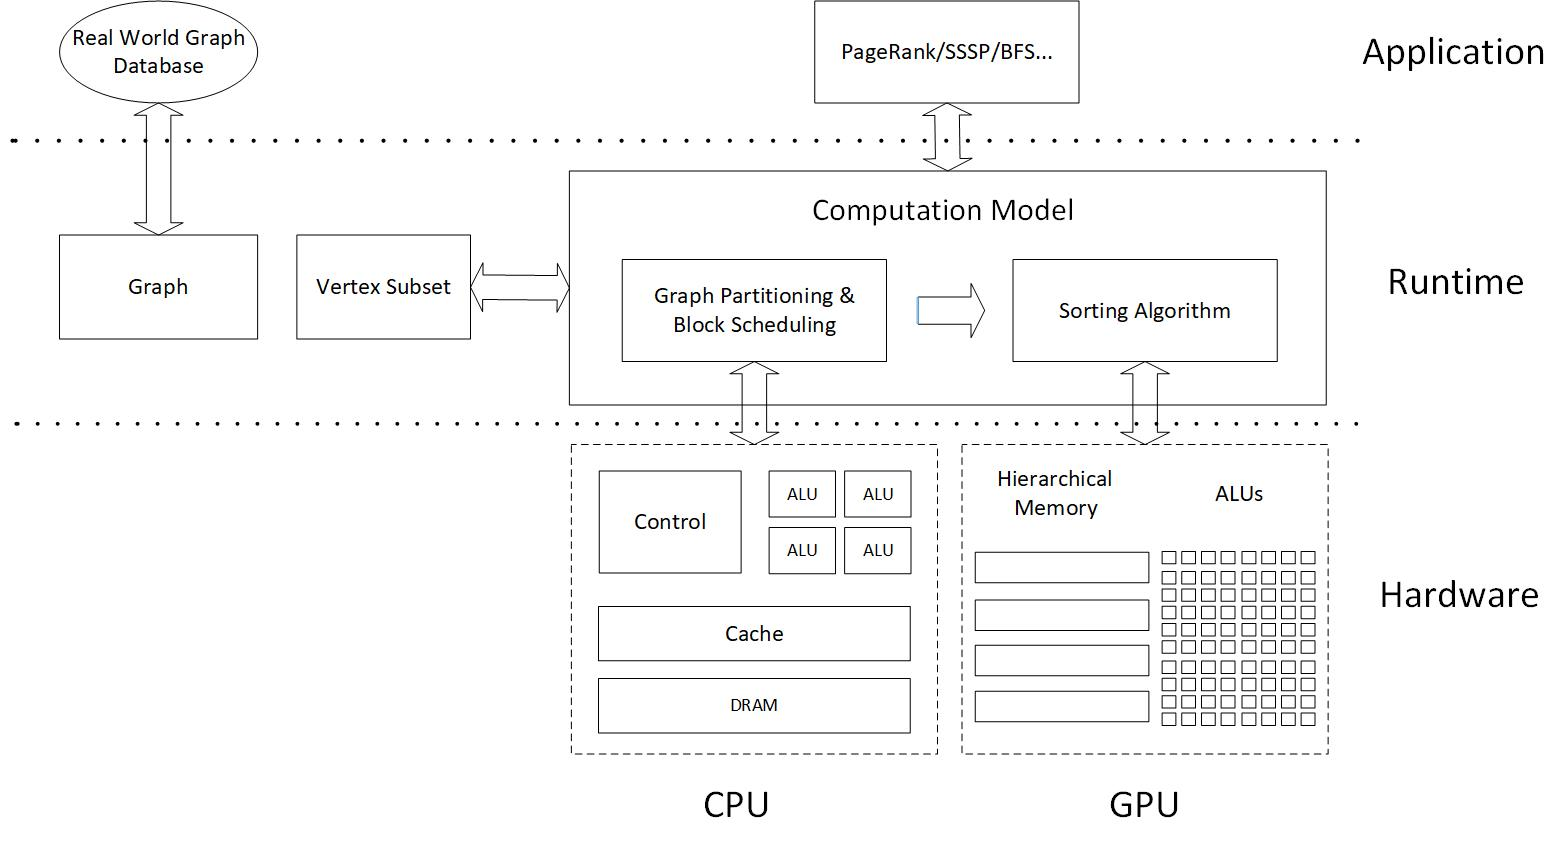 Real World Graph
Database
PageRank/SSSP/BFS...
Application
Computation Model
Graph
Vertex Subset
Graph Partitioning &
Block Scheduling
Sorting Algorithm
Runtime
Control
ALU
ALU
ALU
ALU
Cache
DRAM
Hierarchical
Memory
ALUs
Hardware
CPU
GPU